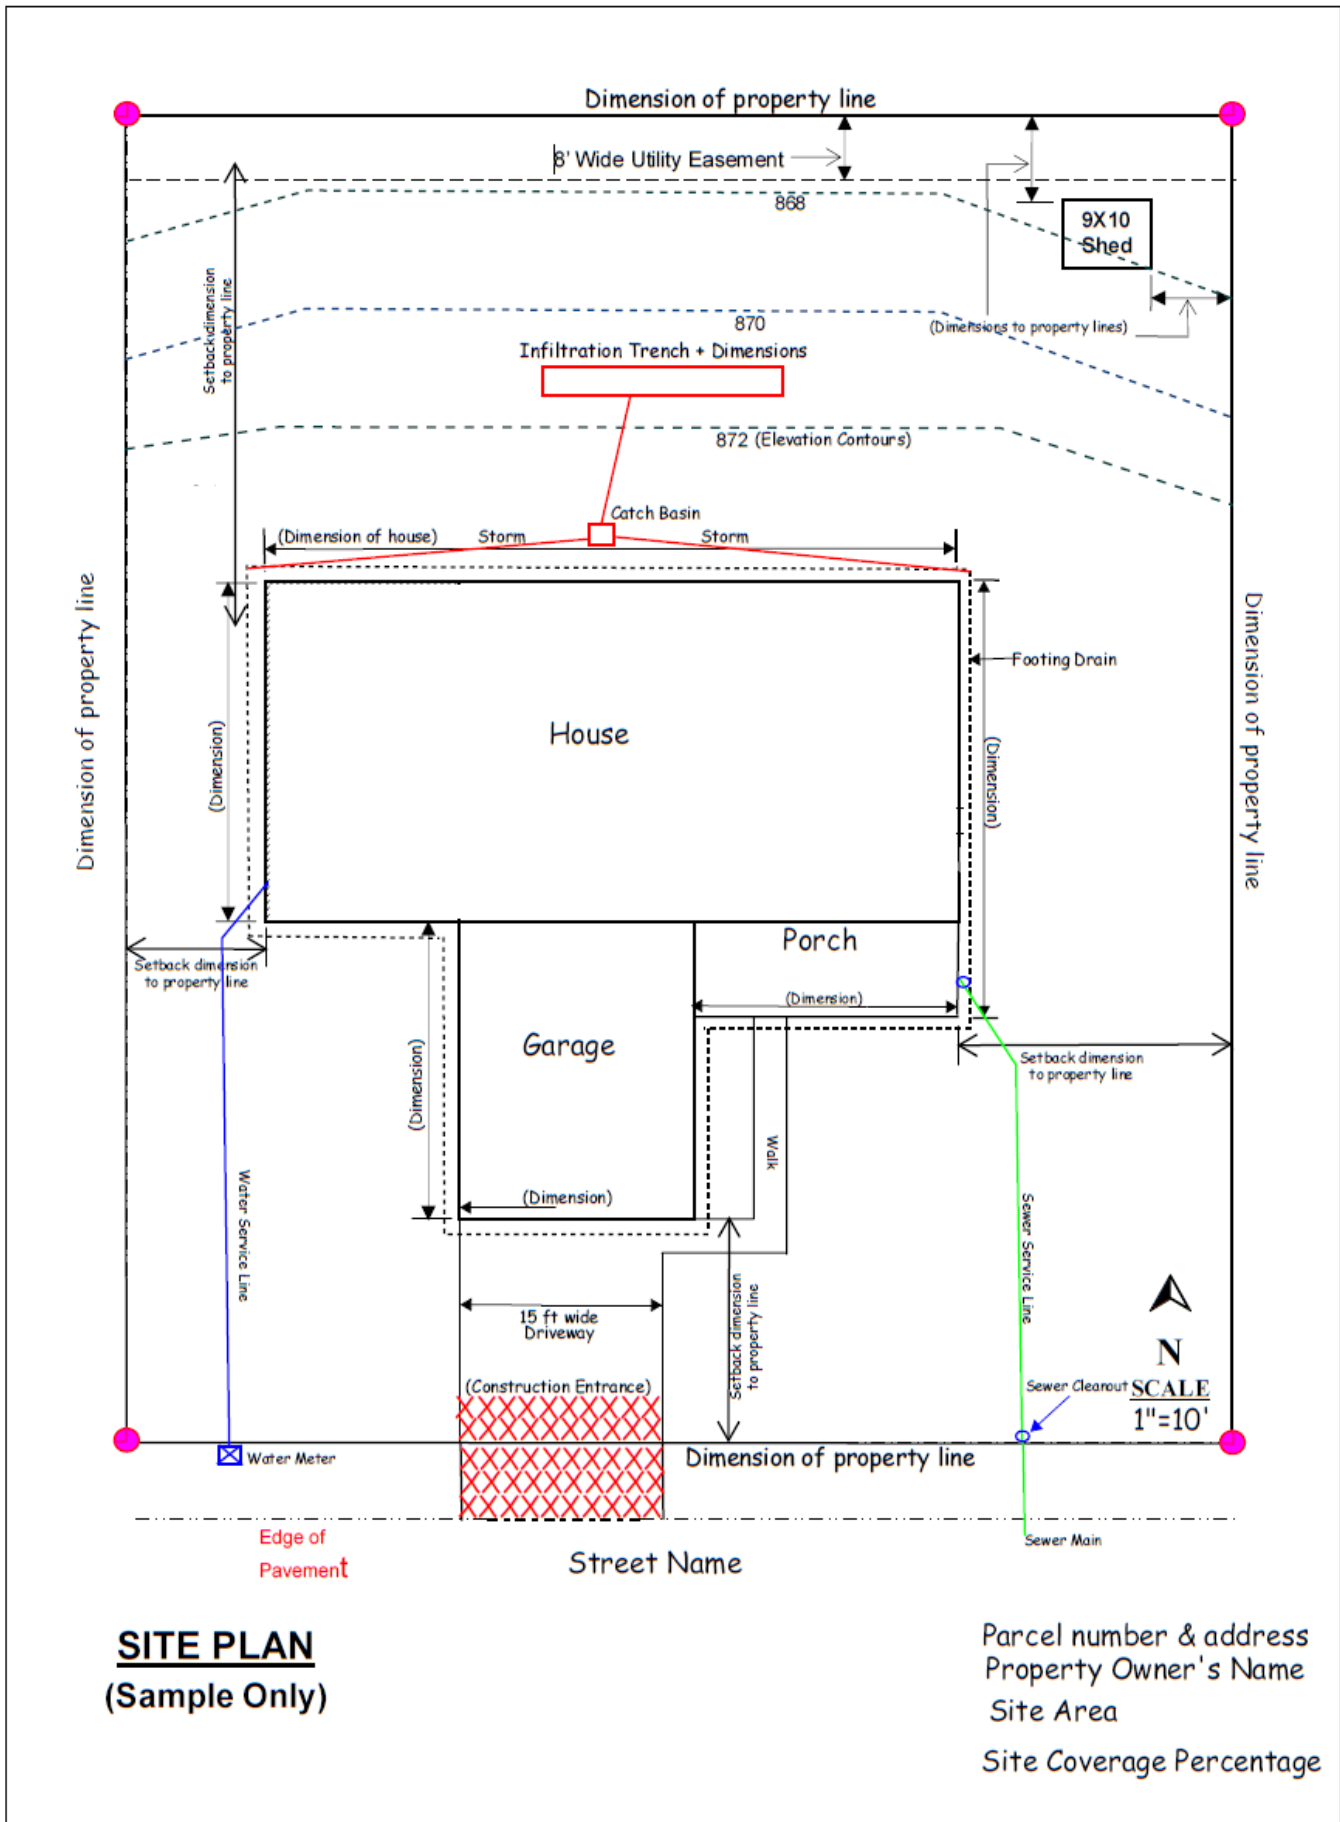 Dimension of property line
8' Wide Utility Easement
868
9X10
Shed
Setback dimension
to property line
870
(Dimensions to property lines)
Infiltration Trench + Dimensions
872 (Elevation Contours)
Catch Basin
(Dimension of house)
Storm
Storm
Dimension of property line
Dimension of property line
Footing Drain
House
(Dimension)
(Dimension)
Porch
Setback dimension
to property line
(Dimension)
Garage
(Dimension)
Setback dimension
to property line
Walk
Water Service Line
(Dimension)
Sewer Service Line
Setback dimension
to property line
15 ft wide
Driveway
N
SCALE
1"=10'
(Construction Entrance)
Sewer Cleanout
Water Meter
Dimension of property line
Edge of
Pavement
Street Name
Sewer Main
SITE PLAN
(Sample Only)
Parcel number & address
Property Owner's Name
Site Area
Site Coverage Percentage